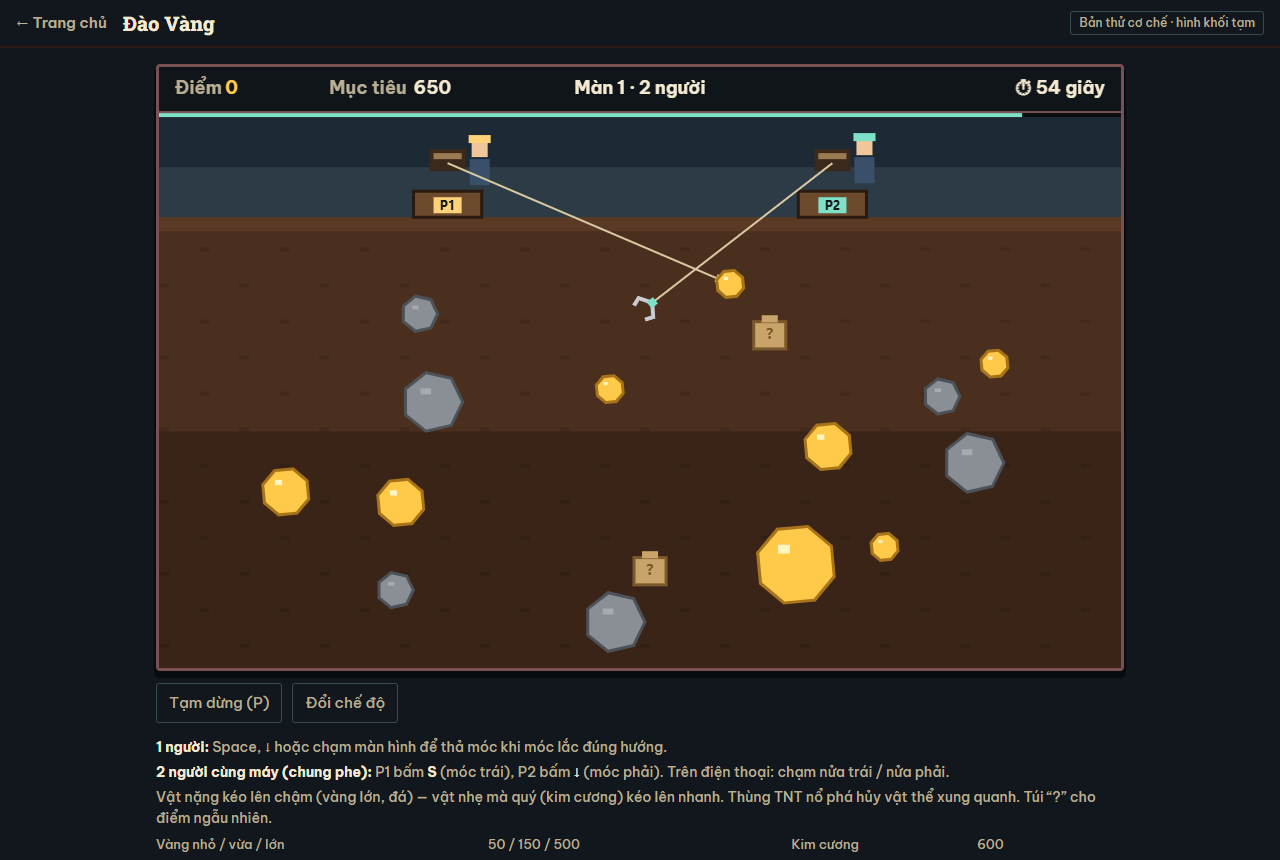 ← Trang chủ Đào Vàng Bản thử cơ chế · hình khối tạm
Điểm 0 Mục tiêu 650 Màn 1 · 2 người ⏱ 54 giây
P1 P2
?
?
Tạm dừng (P) Đổi chế độ
1 người: Space, ↓ hoặc chạm màn hình để thả móc khi móc lắc đúng hướng.
2 người cùng máy (chung phe): P1 bấm S (móc trái), P2 bấm ↓ (móc phải). Trên điện thoại: chạm nửa trái / nửa phải.
Vật nặng kéo lên chậm (vàng lớn, đá) — vật nhẹ mà quý (kim cương) kéo lên nhanh. Thùng TNT nổ phá hủy vật thể xung quanh. Túi “?” cho
điểm ngẫu nhiên.
Vàng nhỏ / vừa / lớn 50 / 150 / 500 Kim cương 600